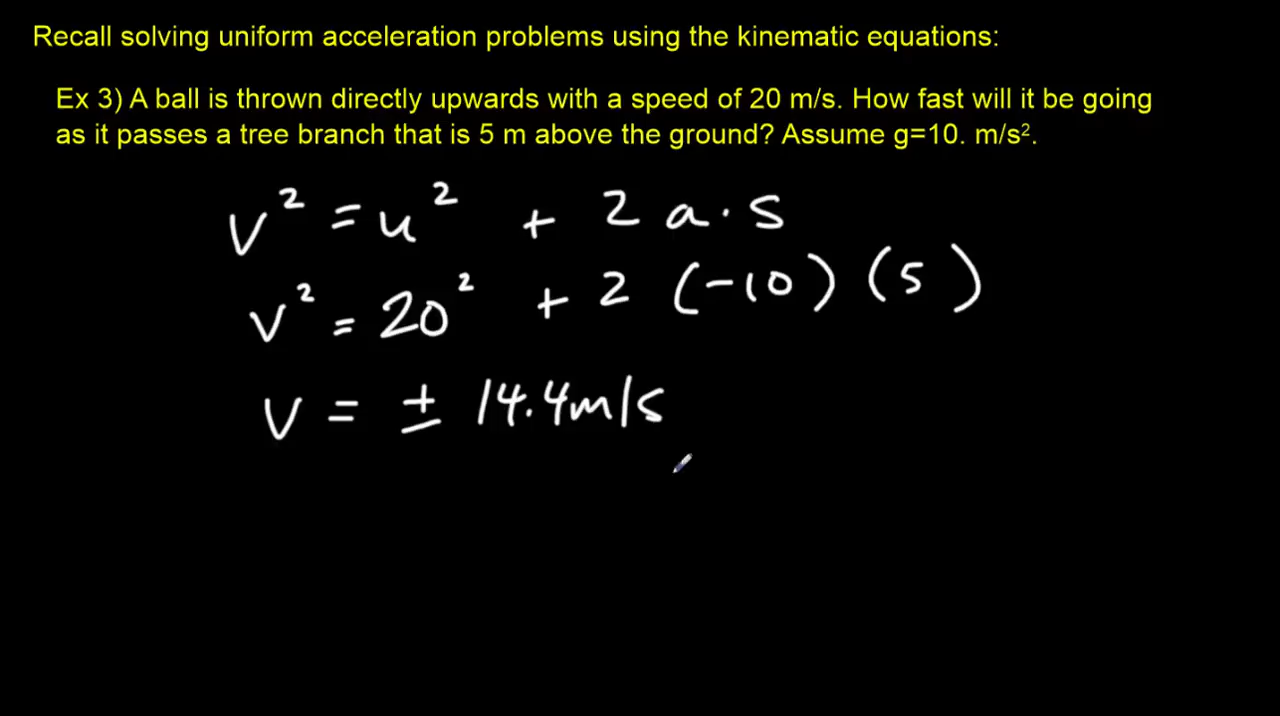 Recall solving uniform acceleration problems using the kinematic equations:
Ex 3) A ball is thrown directly upwards with a speed of 20 m/s. How fast will it be going
as it passes a tree branch that is 5 m above the ground? Assume g=10. m/s².
v² = u² + 2 a · s
v² = 20² + 2 (-10) (5)
v = ± 14.4m/s